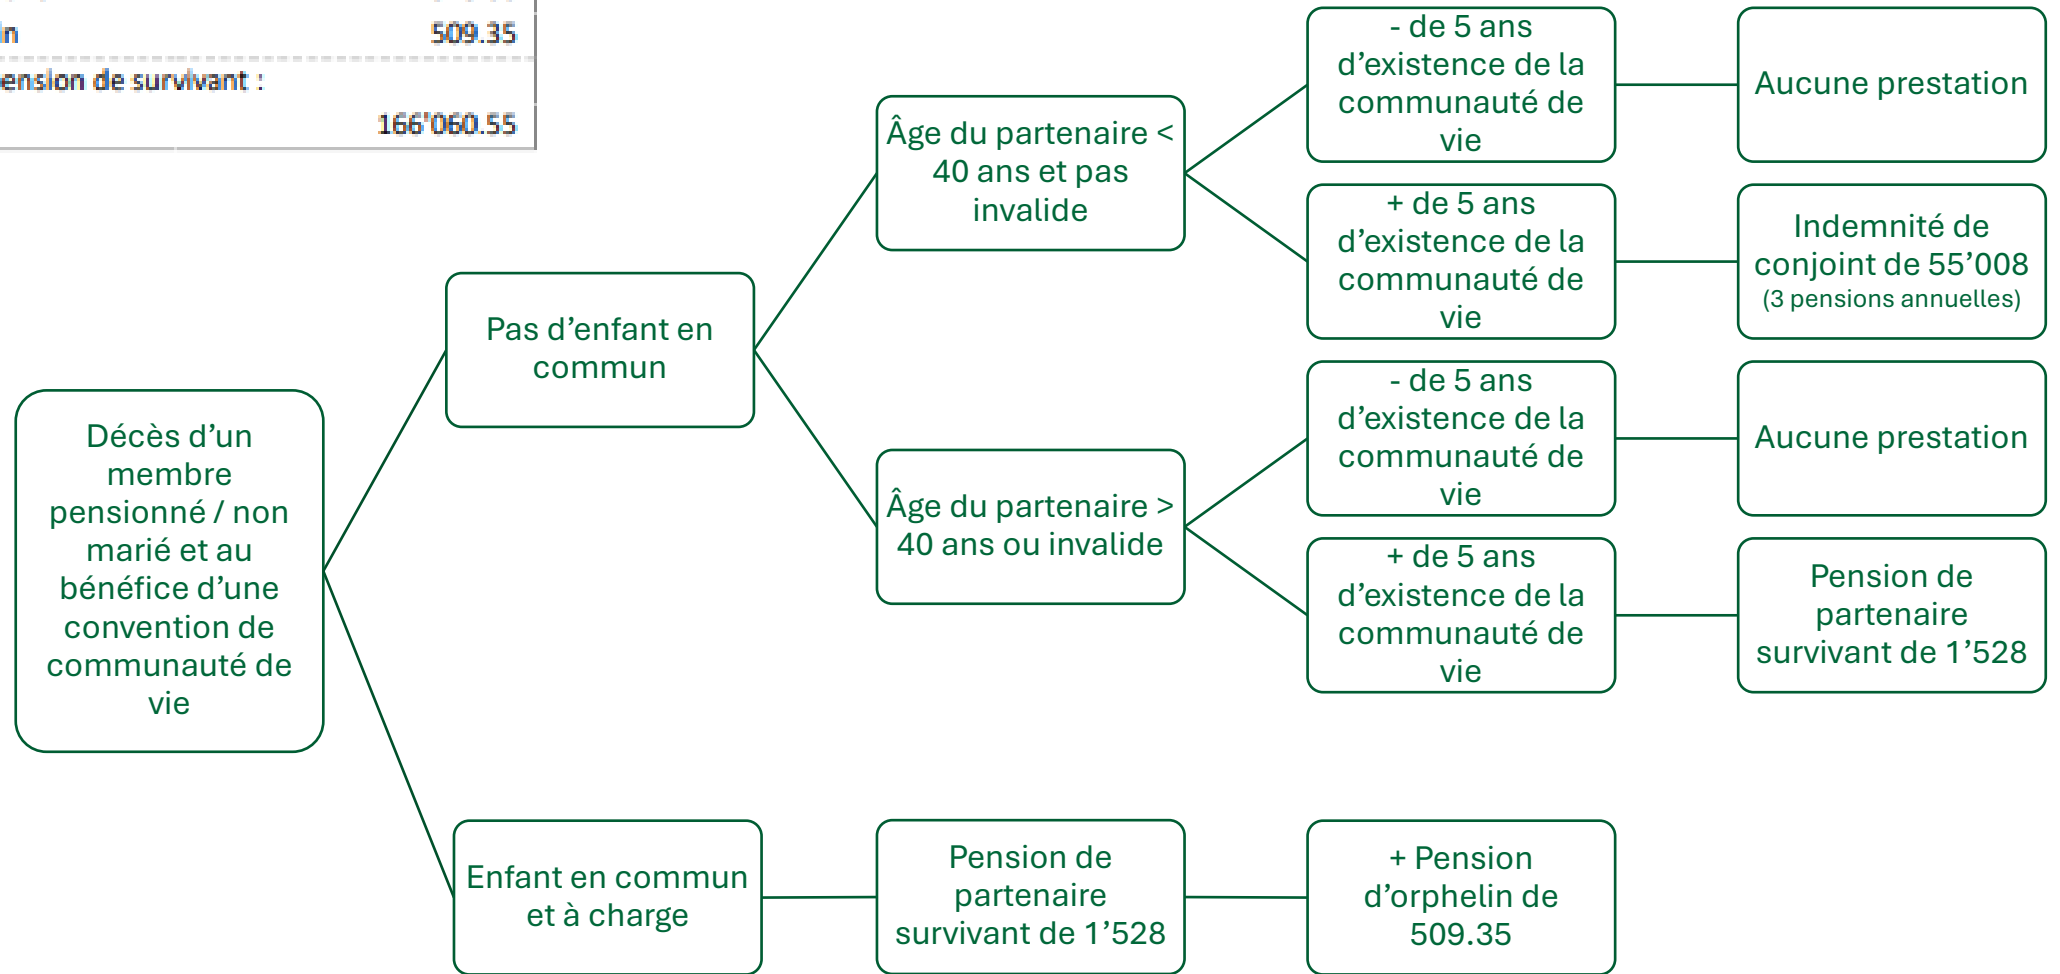 in 509.35
pension de survivant :
166'060.55
Décès d’un
membre
pensionné / non
marié et au
bénéfice d’une
convention de
communauté de
vie
Pas d’enfant en
commun
Âge du partenaire <
40 ans et pas
invalide
- de 5 ans
d’existence de la
communauté de
vie
Aucune prestation
+ de 5 ans
d’existence de la
communauté de
vie
Indemnité de
conjoint de 55’008
(3 pensions annuelles)
Âge du partenaire >
40 ans ou invalide
- de 5 ans
d’existence de la
communauté de
vie
Aucune prestation
+ de 5 ans
d’existence de la
communauté de
vie
Pension de
partenaire
survivant de 1’528
Enfant en commun
et à charge
Pension de
partenaire
survivant de 1’528
+ Pension
d’orphelin de
509.35